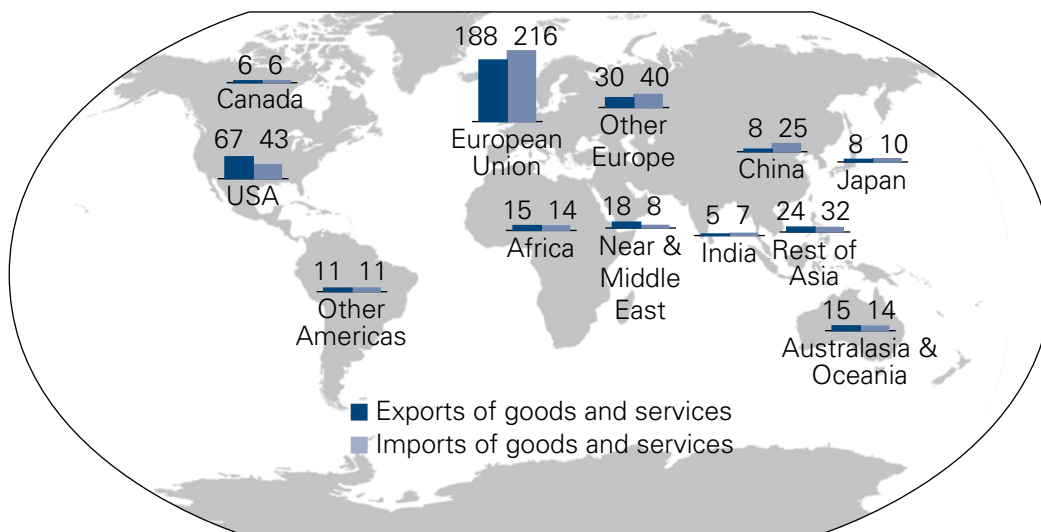 188 216
European
Union
6 6
Canada
30 40
Other
Europe
67 43
USA
8 25
China
8 10
Japan
15 14
Africa
18 8
Near &
Middle
East
5 7
India
24 32
Rest of
Asia
11 11
Other
Americas
15 14
Australasia &
Oceania
Exports of goods and services
Imports of goods and services